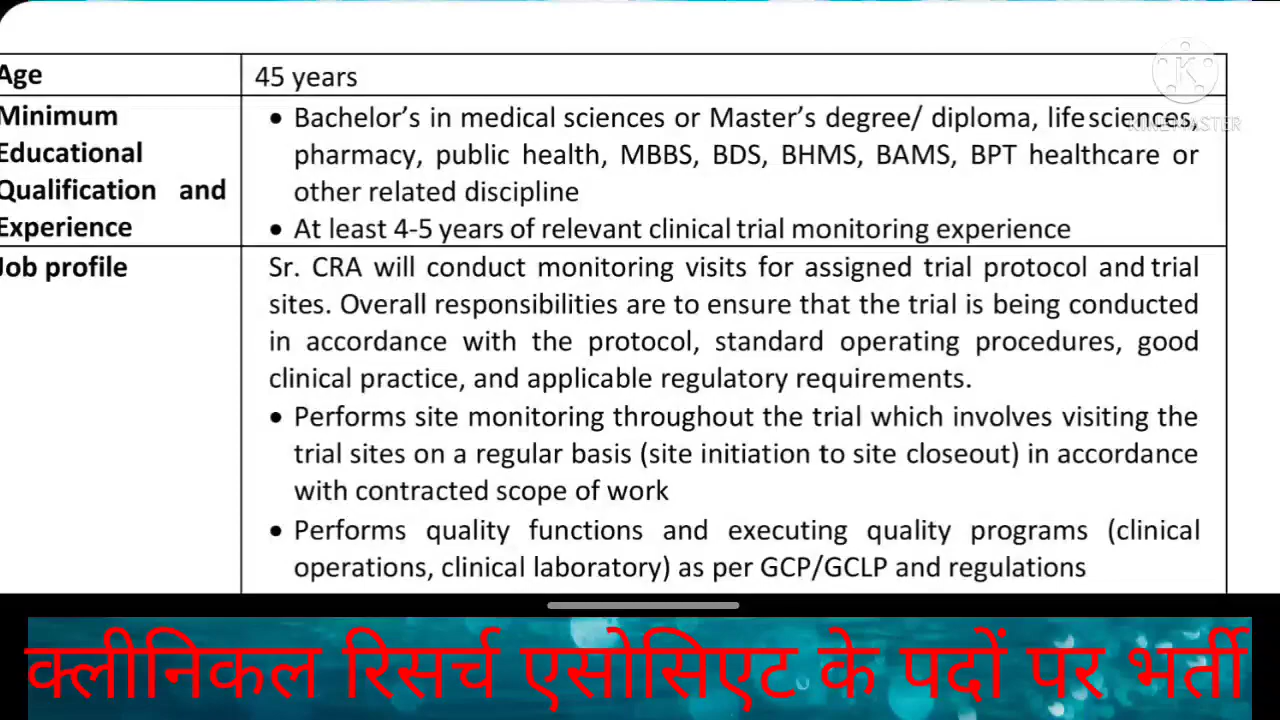 Age
45 years
Minimum
Educational
Qualification and
Experience
• Bachelor’s in medical sciences or Master’s degree/ diploma, life sciences,
pharmacy, public health, MBBS, BDS, BHMS, BAMS, BPT healthcare or
other related discipline
• At least 4-5 years of relevant clinical trial monitoring experience
Job profile
Sr. CRA will conduct monitoring visits for assigned trial protocol and trial
sites. Overall responsibilities are to ensure that the trial is being conducted
in accordance with the protocol, standard operating procedures, good
clinical practice, and applicable regulatory requirements.
• Performs site monitoring throughout the trial which involves visiting the
trial sites on a regular basis (site initiation to site closeout) in accordance
with contracted scope of work
• Performs quality functions and executing quality programs (clinical
operations, clinical laboratory) as per GCP/GCLP and regulations
K
KINEMASTER
क्लीनिकल रिसर्च एसोसिएट के पदों पर भर्ती